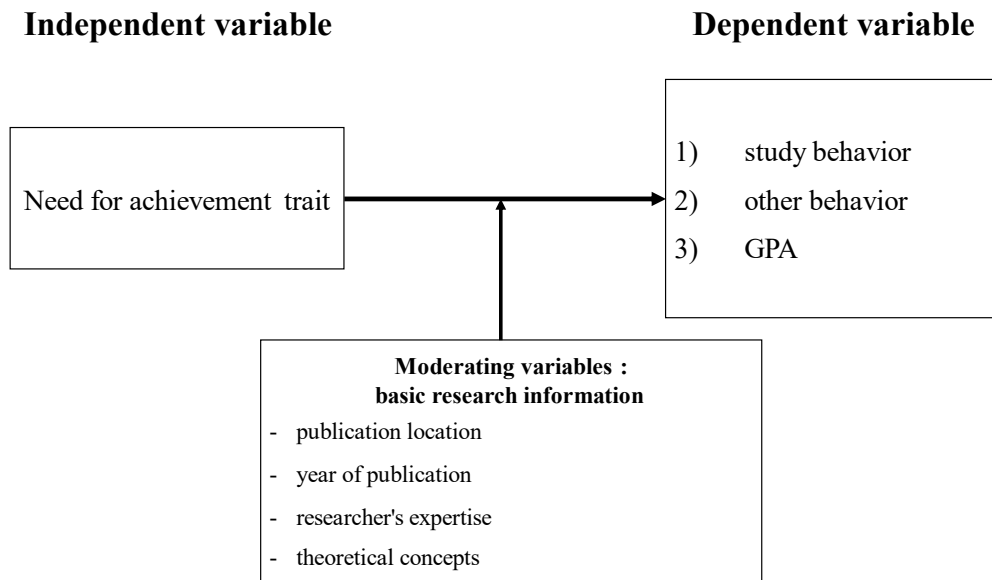 Independent variable
Dependent variable
Need for achievement trait
1) study behavior
2) other behavior
3) GPA
Moderating variables :
basic research information
- publication location
- year of publication
- researcher's expertise
- theoretical concepts